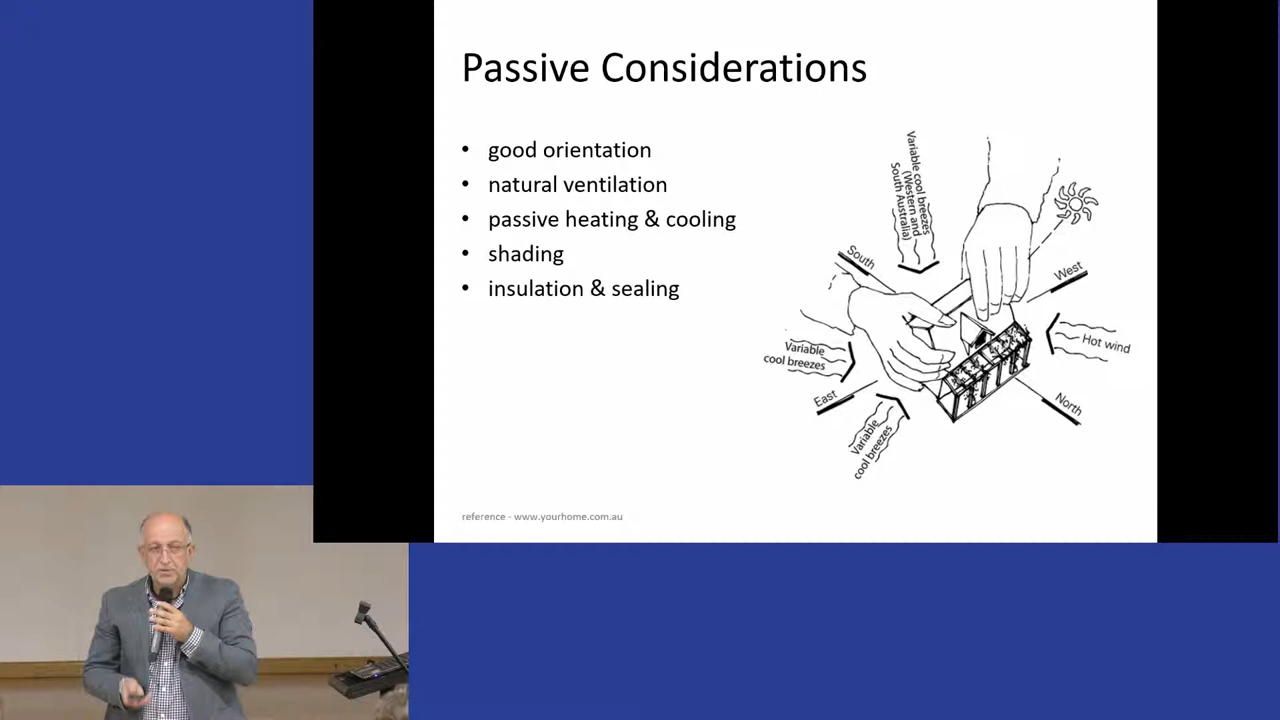 Passive Considerations
• good orientation
• natural ventilation
• passive heating & cooling
• shading
• insulation & sealing
Variable cool breezes
(Western and
South Australia)
South
West
Variable
cool breezes
Hot wind
East
North
Variable
cool breezes
reference - www.yourhome.com.au